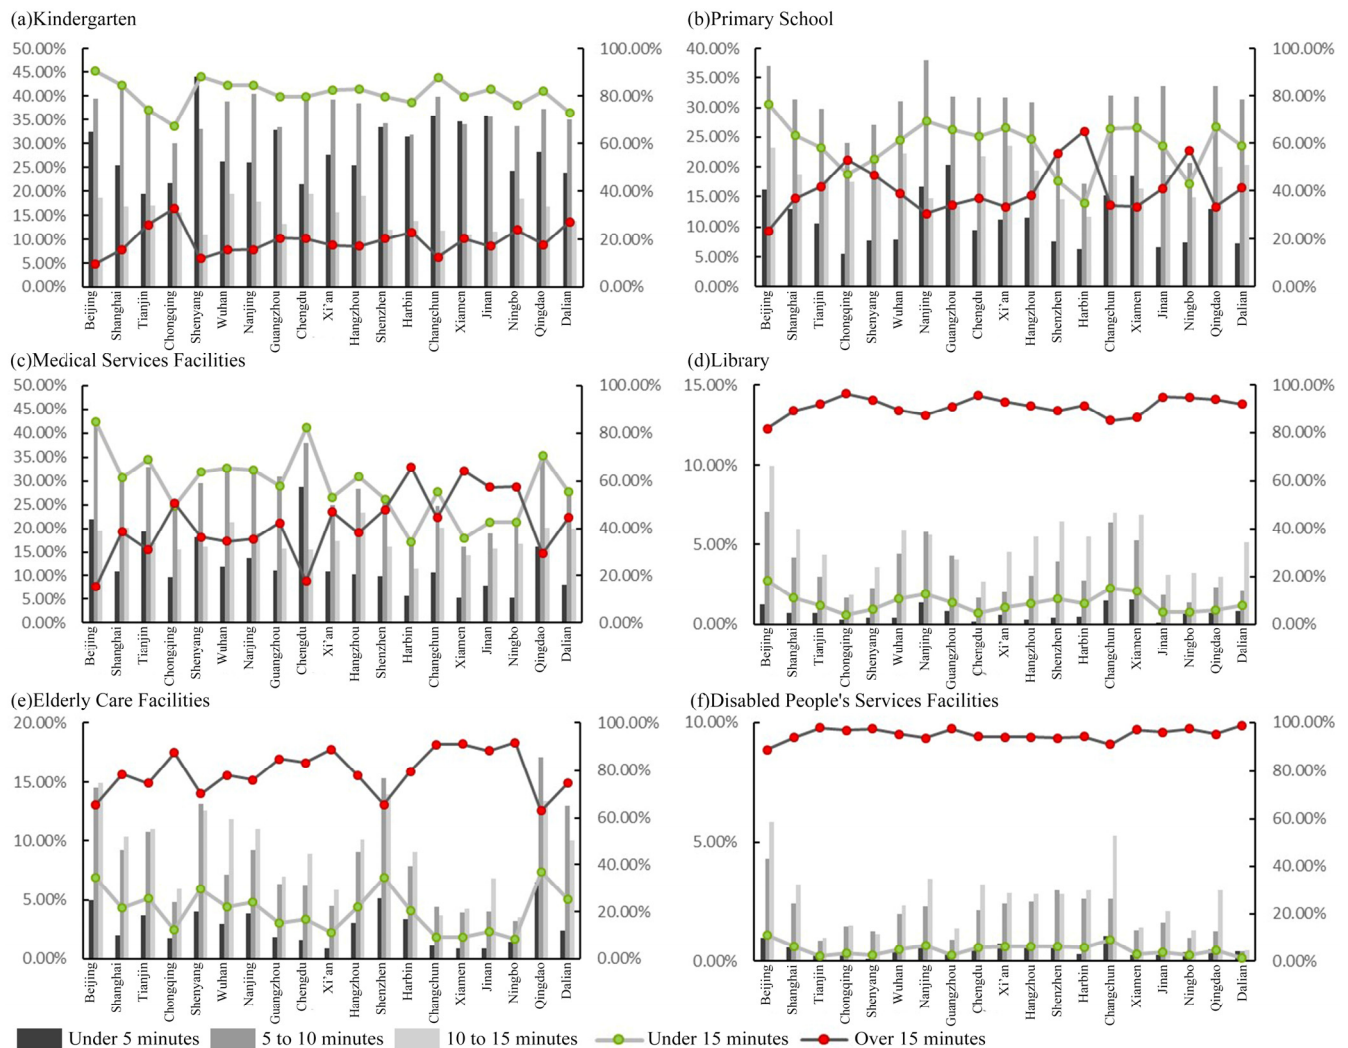 (a)Kindergarten
50.00%
45.00%
40.00%
35.00%
30.00%
25.00%
20.00%
15.00%
10.00%
5.00%
0.00%
100.00%
80.00%
60.00%
40.00%
20.00%
0.00%
Beijing
Shanghai
Tianjin
Chongqing
Shenyang
Wuhan
Nanjing
Guangzhou
Chengdu
Xi'an
Hangzhou
Shenzhen
Harbin
Changchun
Xiamen
Jinan
Ningbo
Qingdao
Dalian
(b)Primary School
40.00%
35.00%
30.00%
25.00%
20.00%
15.00%
10.00%
5.00%
0.00%
100.00%
80.00%
60.00%
40.00%
20.00%
0.00%
Beijing
Shanghai
Tianjin
Chongqing
Shenyang
Wuhan
Nanjing
Guangzhou
Chengdu
Xi'an
Hangzhou
Shenzhen
Harbin
Changchun
Xiamen
Jinan
Ningbo
Qingdao
Dalian
(c)Medical Services Facilities
50.00%
45.00%
40.00%
35.00%
30.00%
25.00%
20.00%
15.00%
10.00%
5.00%
0.00%
100.00%
80.00%
60.00%
40.00%
20.00%
0.00%
Beijing
Shanghai
Tianjin
Chongqing
Shenyang
Wuhan
Nanjing
Guangzhou
Chengdu
Xi'an
Hangzhou
Shenzhen
Harbin
Changchun
Xiamen
Jinan
Ningbo
Qingdao
Dalian
(d)Library
15.00%
10.00%
5.00%
0.00%
100.00%
80.00%
60.00%
40.00%
20.00%
0.00%
Beijing
Shanghai
Tianjin
Chongqing
Shenyang
Wuhan
Nanjing
Guangzhou
Chengdu
Xi'an
Hangzhou
Shenzhen
Harbin
Changchun
Xiamen
Jinan
Ningbo
Qingdao
Dalian
(e)Elderly Care Facilities
20.00%
15.00%
10.00%
5.00%
0.00%
100.00%
80.00%
60.00%
40.00%
20.00%
0.00%
Beijing
Shanghai
Tianjin
Chongqing
Shenyang
Wuhan
Nanjing
Guangzhou
Chengdu
Xi'an
Hangzhou
Shenzhen
Harbin
Changchun
Xiamen
Jinan
Ningbo
Qingdao
Dalian
(f)Disabled People's Services Facilities
10.00%
5.00%
0.00%
100.00%
80.00%
60.00%
40.00%
20.00%
0.00%
Beijing
Shanghai
Tianjin
Chongqing
Shenyang
Wuhan
Nanjing
Guangzhou
Chengdu
Xi'an
Hangzhou
Shenzhen
Harbin
Changchun
Xiamen
Jinan
Ningbo
Qingdao
Dalian
Under 5 minutes 5 to 10 minutes 10 to 15 minutes Under 15 minutes Over 15 minutes